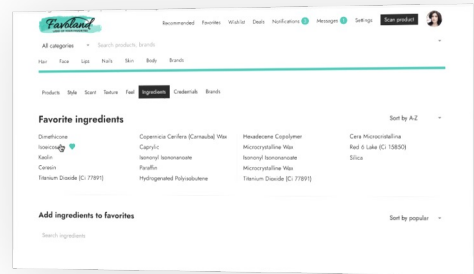 Favoland
Recommended Favorites Wishlist Deals Notifications Messages Settings Scan product
All categories Search products, brands
Hair Face Lips Nails Skin Body Brands
Products Style Scent Texture Feel Ingredients Credentials Brands
Favorite ingredients Sort by A-Z
Dimethicone Copernicia Cerifera (Carnauba) Wax Hexadecene Copolymer Cera Microcristallina
Caprylic Microcrystalline Wax Red 6 Lake (Ci 15850)
Kaolin Isononyl Isononanoate Isononyl Isononanoate Silica
Ceresin Paraffin Microcrystalline Wax
Titanium Dioxide (Ci 77891) Hydrogenated Polyisobutene Titanium Dioxide (Ci 77891)
Add ingredients to favorites Sort by popular
Search ingredients